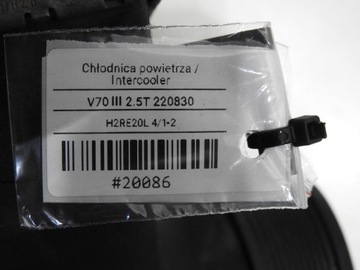 Chłodnica powietrza /
Intercooler
V70 III 2.5T 220830
H2RE20L 4/1-2
#20086